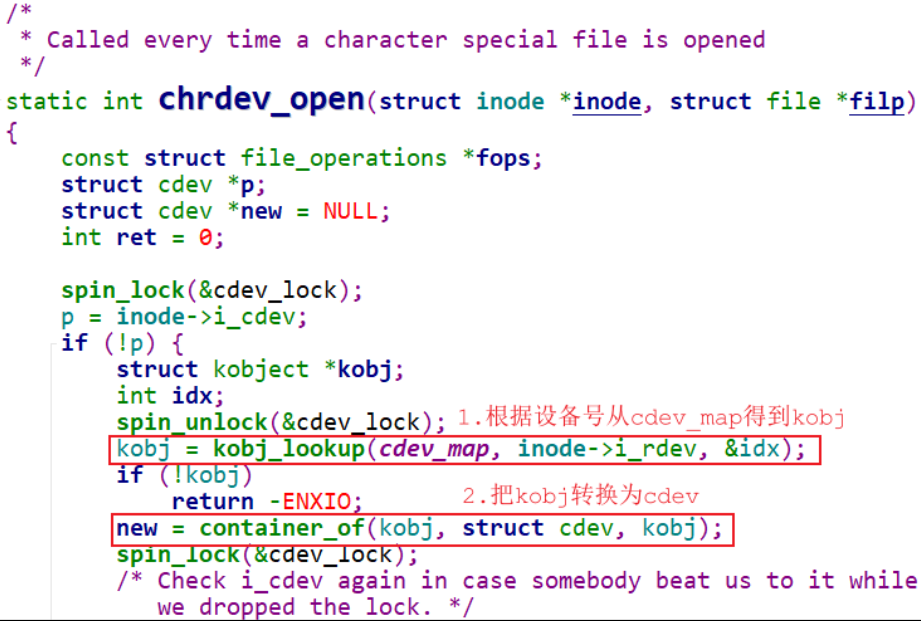 /*
 * Called every time a character special file is opened
 */
static int chrdev_open(struct inode *inode, struct file *filp)
{
    const struct file_operations *fops;
    struct cdev *p;
    struct cdev *new = NULL;
    int ret = 0;

    spin_lock(&cdev_lock);
    p = inode->i_cdev;
    if (!p) {
        struct kobject *kobj;
        int idx;
        spin_unlock(&cdev_lock); 1.根据设备号从cdev_map得到kobj
        kobj = kobj_lookup(cdev_map, inode->i_rdev, &idx);
        if (!kobj)
            return -ENXIO; 2.把kobj转换为cdev
        new = container_of(kobj, struct cdev, kobj);
        spin_lock(&cdev_lock);
        /* Check i_cdev again in case somebody beat us to it while
           we dropped the lock. */